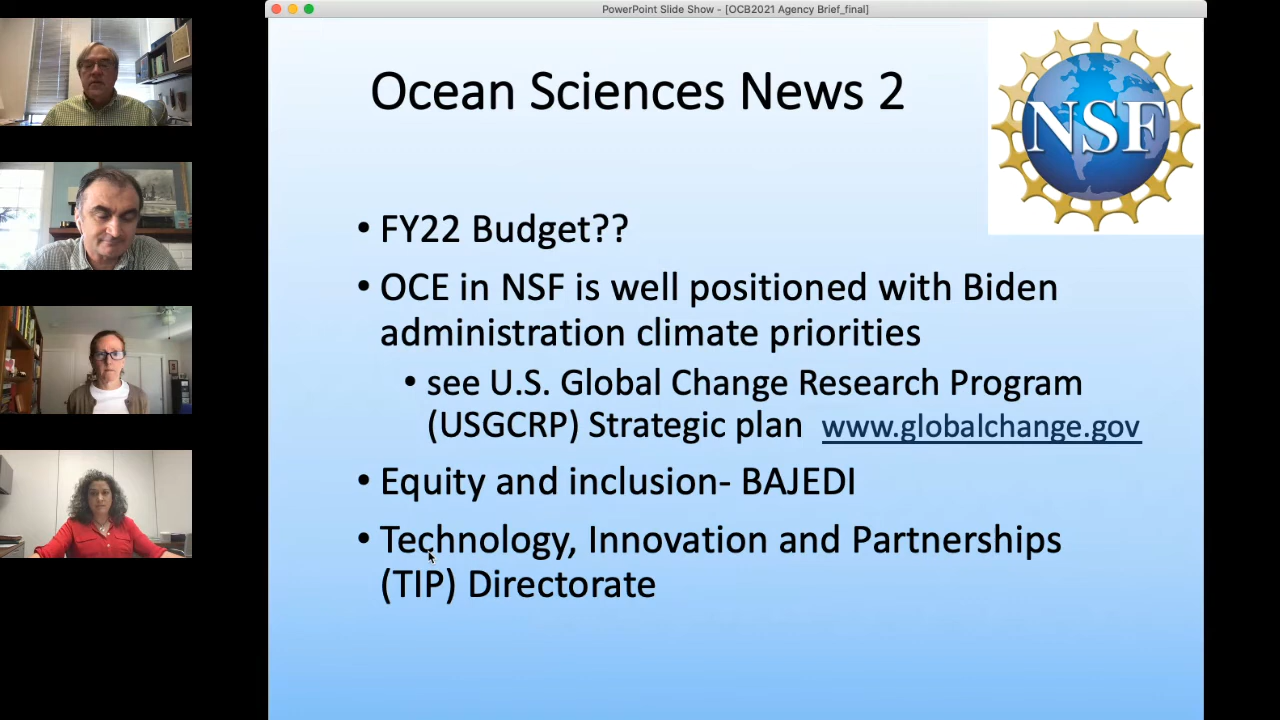 PowerPoint Slide Show - [OCB2021 Agency Brief_final]
Ocean Sciences News 2
NSF
• FY22 Budget??
• OCE in NSF is well positioned with Biden
administration climate priorities
• see U.S. Global Change Research Program
(USGCRP) Strategic plan www.globalchange.gov
• Equity and inclusion- BAJEDI
• Technology, Innovation and Partnerships
(TIP) Directorate